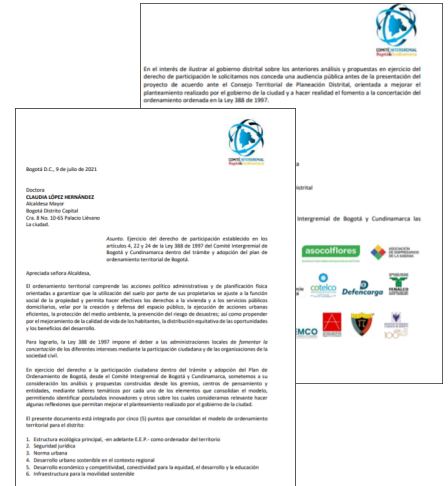 COMITÉ INTERGREMIAL
Bogotá&Cundinamarca
En el interés de ilustrar al gobierno distrital sobre los anteriores análisis y propuestas en ejercicio del
derecho de participación le solicitamos nos conceda una audiencia pública antes de la presentación del
proyecto de acuerdo ante el Consejo Territorial de Planeación Distrital, orientada a mejorar el
planteamiento realizado por el gobierno de la ciudad y a hacer realidad el fomento a la concertación del
ordenamiento ordenada en la Ley 388 de 1997.
istrital
Intergremial de Bogotá y Cundinamarca las
asocolflores
cotelco
Defencarga
FENALCO
EMCO
100
COMITÉ INTERGREMIAL
Bogotá&Cundinamarca
Bogotá D.C., 9 de julio de 2021
Doctora
CLAUDIA LÓPEZ HERNÁNDEZ
Alcaldesa Mayor
Bogotá Distrito Capital
Cra. 8 No. 10-65 Palacio Liévano
La ciudad.
Asunto. Ejercicio del derecho de participación establecido en los
artículos 4, 22 y 24 de la Ley 388 de 1997 del Comité Intergremial de
Bogotá y Cundinamarca dentro del trámite y adopción del plan de
ordenamiento territorial de Bogotá.
Apreciada señora Alcaldesa,
El ordenamiento territorial comprende las acciones político administrativas y de planificación física
orientadas a garantizar que la utilización del suelo por parte de sus propietarios se ajuste a la función
social de la propiedad y permita hacer efectivos los derechos a la vivienda y a los servicios públicos
domiciliarios, velar por la creación y defensa del espacio público, la ejecución de acciones urbanas
eficientes, la protección del medio ambiente, la prevención del riesgo de desastres; así como propender
por el mejoramiento de la calidad de vida de los habitantes, la distribución equitativa de las oportunidades
y los beneficios del desarrollo.
Para lograrlo, la Ley 388 de 1997 impone el deber a las administraciones locales de fomentar la
concertación de los diferentes intereses mediante la participación ciudadana y de las organizaciones de la
sociedad civil.
En ejercicio del derecho a la participación ciudadana dentro del trámite y adopción del Plan de
Ordenamiento de Bogotá, desde el Comité Intergremial de Bogotá y Cundinamarca, sometemos a su
consideración los análisis y propuestas construidas desde los gremios, centros de pensamiento y
entidades, mediante talleres temáticos por cada uno de los elementos que consolidan el modelo,
permitiendo identificar postulados innovadores y otros sobre los cuales consideramos relevante hacer
algunas reflexiones que permitan mejorar el planteamiento realizado por el gobierno de la ciudad.
El presente documento está integrado por cinco (5) puntos que consolidan el modelo de ordenamiento
territorial para el distrito:
1. Estructura ecológica principal, -en adelante E.E.P.- como ordenador del territorio
2. Seguridad jurídica
3. Norma urbana
4. Desarrollo urbano sostenible en el contexto regional
5. Desarrollo económico y competitividad, conectividad para la equidad, el desarrollo y la educación
6. Infraestructura para la movilidad sostenible